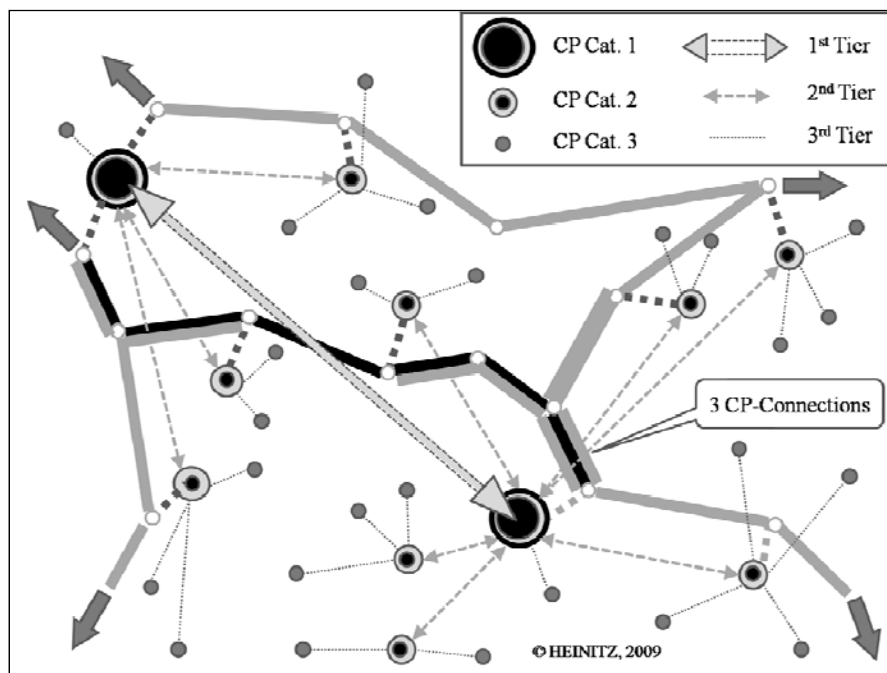 CP Cat. 1
1st Tier
CP Cat. 2
2nd Tier
CP Cat. 3
3rd Tier
3 CP-Connections
© HEINITZ, 2009